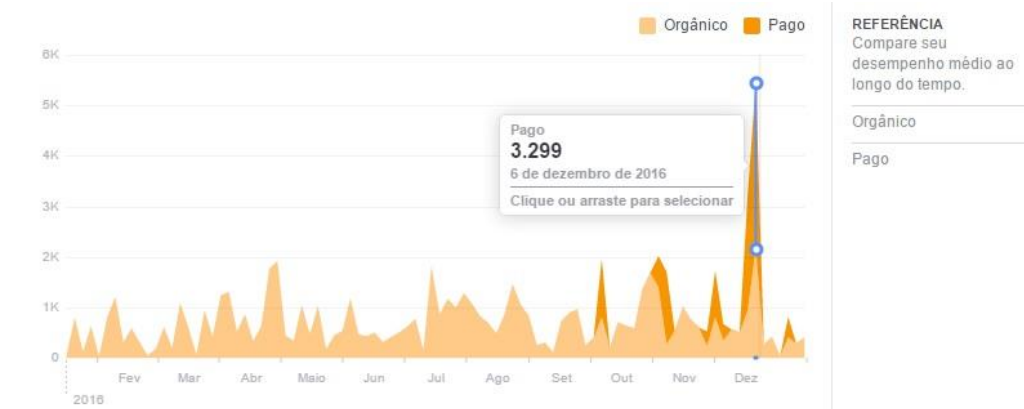 Orgânico Pago
6K
5K
4K
3K
2K
1K
0
Fev Mar Abr Maio Jun Jul Ago Set Out Nov Dez
2016
Pago
3.299
6 de dezembro de 2016
Clique ou arraste para selecionar
REFERÊNCIA
Compare seu
desempenho médio ao
longo do tempo.
Orgânico
Pago